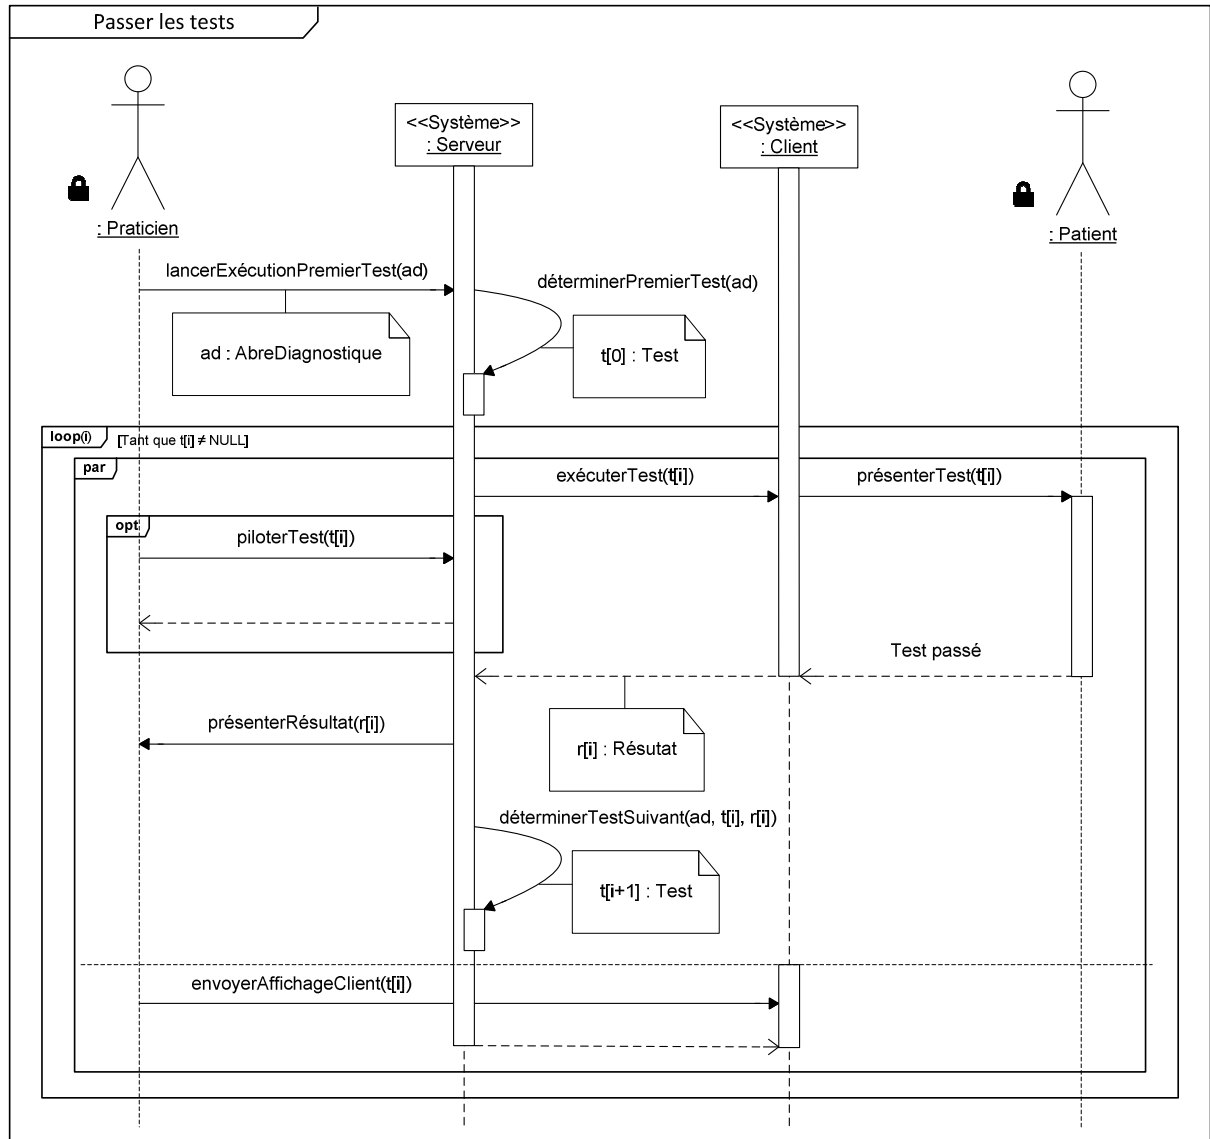 Passer les tests
<<Système>>
: Serveur
<<Système>>
: Client
: Praticien
: Patient
lancerExécutionPremierTest(ad)
déterminerPremierTest(ad)
ad : AbreDiagnostique
t[0] : Test
loop(i)
[Tant que t[i] ≠ NULL]
par
exécuterTest(t[i])
présenterTest(t[i])
opt
piloterTest(t[i])
Test passé
présenterRésultat(r[i])
r[i] : Résutat
déterminerTestSuivant(ad, t[i], r[i])
t[i+1] : Test
envoyerAffichageClient(t[i])